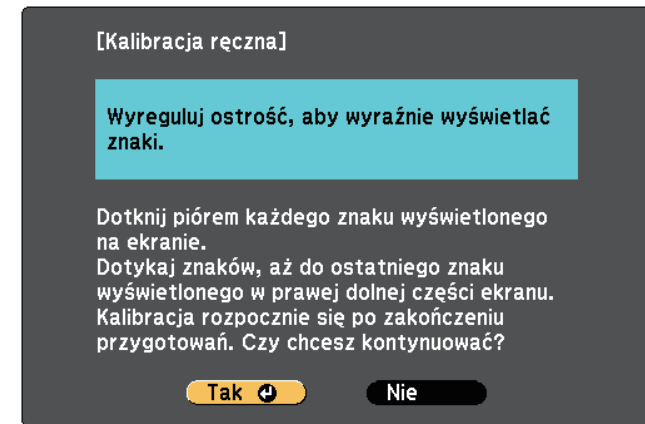 [Kalibracja ręczna]
Wyreguluj ostrość, aby wyraźnie wyświetlać
znaki.
Dotknij piórem każdego znaku wyświetlonego
na ekranie.
Dotykaj znaków, aż do ostatniego znaku
wyświetlonego w prawej dolnej części ekranu.
Kalibracja rozpocznie się po zakończeniu
przygotowań. Czy chcesz kontynuować?
Tak Nie